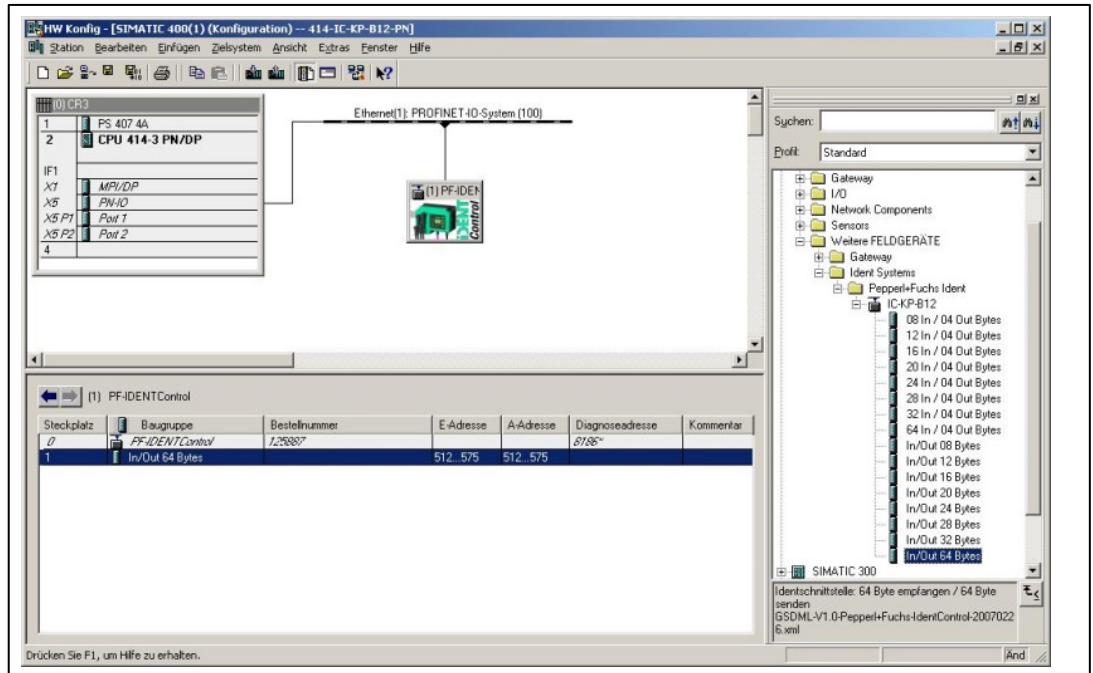 HW Konfig - [SIMATIC 400(1) (Konfiguration) -- 414-IC-KP-B12-PN]
Station Bearbeiten Einfügen Zielsystem Ansicht Extras Fenster Hilfe
(0) CR3
1 PS 407 4A
2 CPU 414-3 PN/DP
IF1
X1 MPI/DP
X5 PN-IO
X5 P1 Port 1
X5 P2 Port 2
4
Ethernet(1): PROFINET-IO-System (100)
(1) PF-IDEN
IDENT
Control
Suchen:
Profil: Standard
Gateway
I/O
Network Components
Sensors
Weitere FELDGERÄTE
Gateway
Ident Systems
Pepperl+Fuchs Ident
IC-KP-B12
08 In / 04 Out Bytes
12 In / 04 Out Bytes
16 In / 04 Out Bytes
20 In / 04 Out Bytes
24 In / 04 Out Bytes
28 In / 04 Out Bytes
32 In / 04 Out Bytes
64 In / 04 Out Bytes
In/Out 08 Bytes
In/Out 12 Bytes
In/Out 16 Bytes
In/Out 20 Bytes
In/Out 24 Bytes
In/Out 28 Bytes
In/Out 32 Bytes
In/Out 64 Bytes
SIMATIC 300
Identschnittstelle: 64 Byte empfangen / 64 Byte
senden
GSDML-V1.0-Pepperl+Fuchs-IdentControl-2007022
6.xml
(1) PF-IDENTControl
Steckplatz Baugruppe Bestellnummer E-Adresse A-Adresse Diagnoseadresse Kommentar
0 PF-IDENTControl 125887 8186*
1 In/Out 64 Bytes 512...575 512...575
Drücken Sie F1, um Hilfe zu erhalten.
Änd